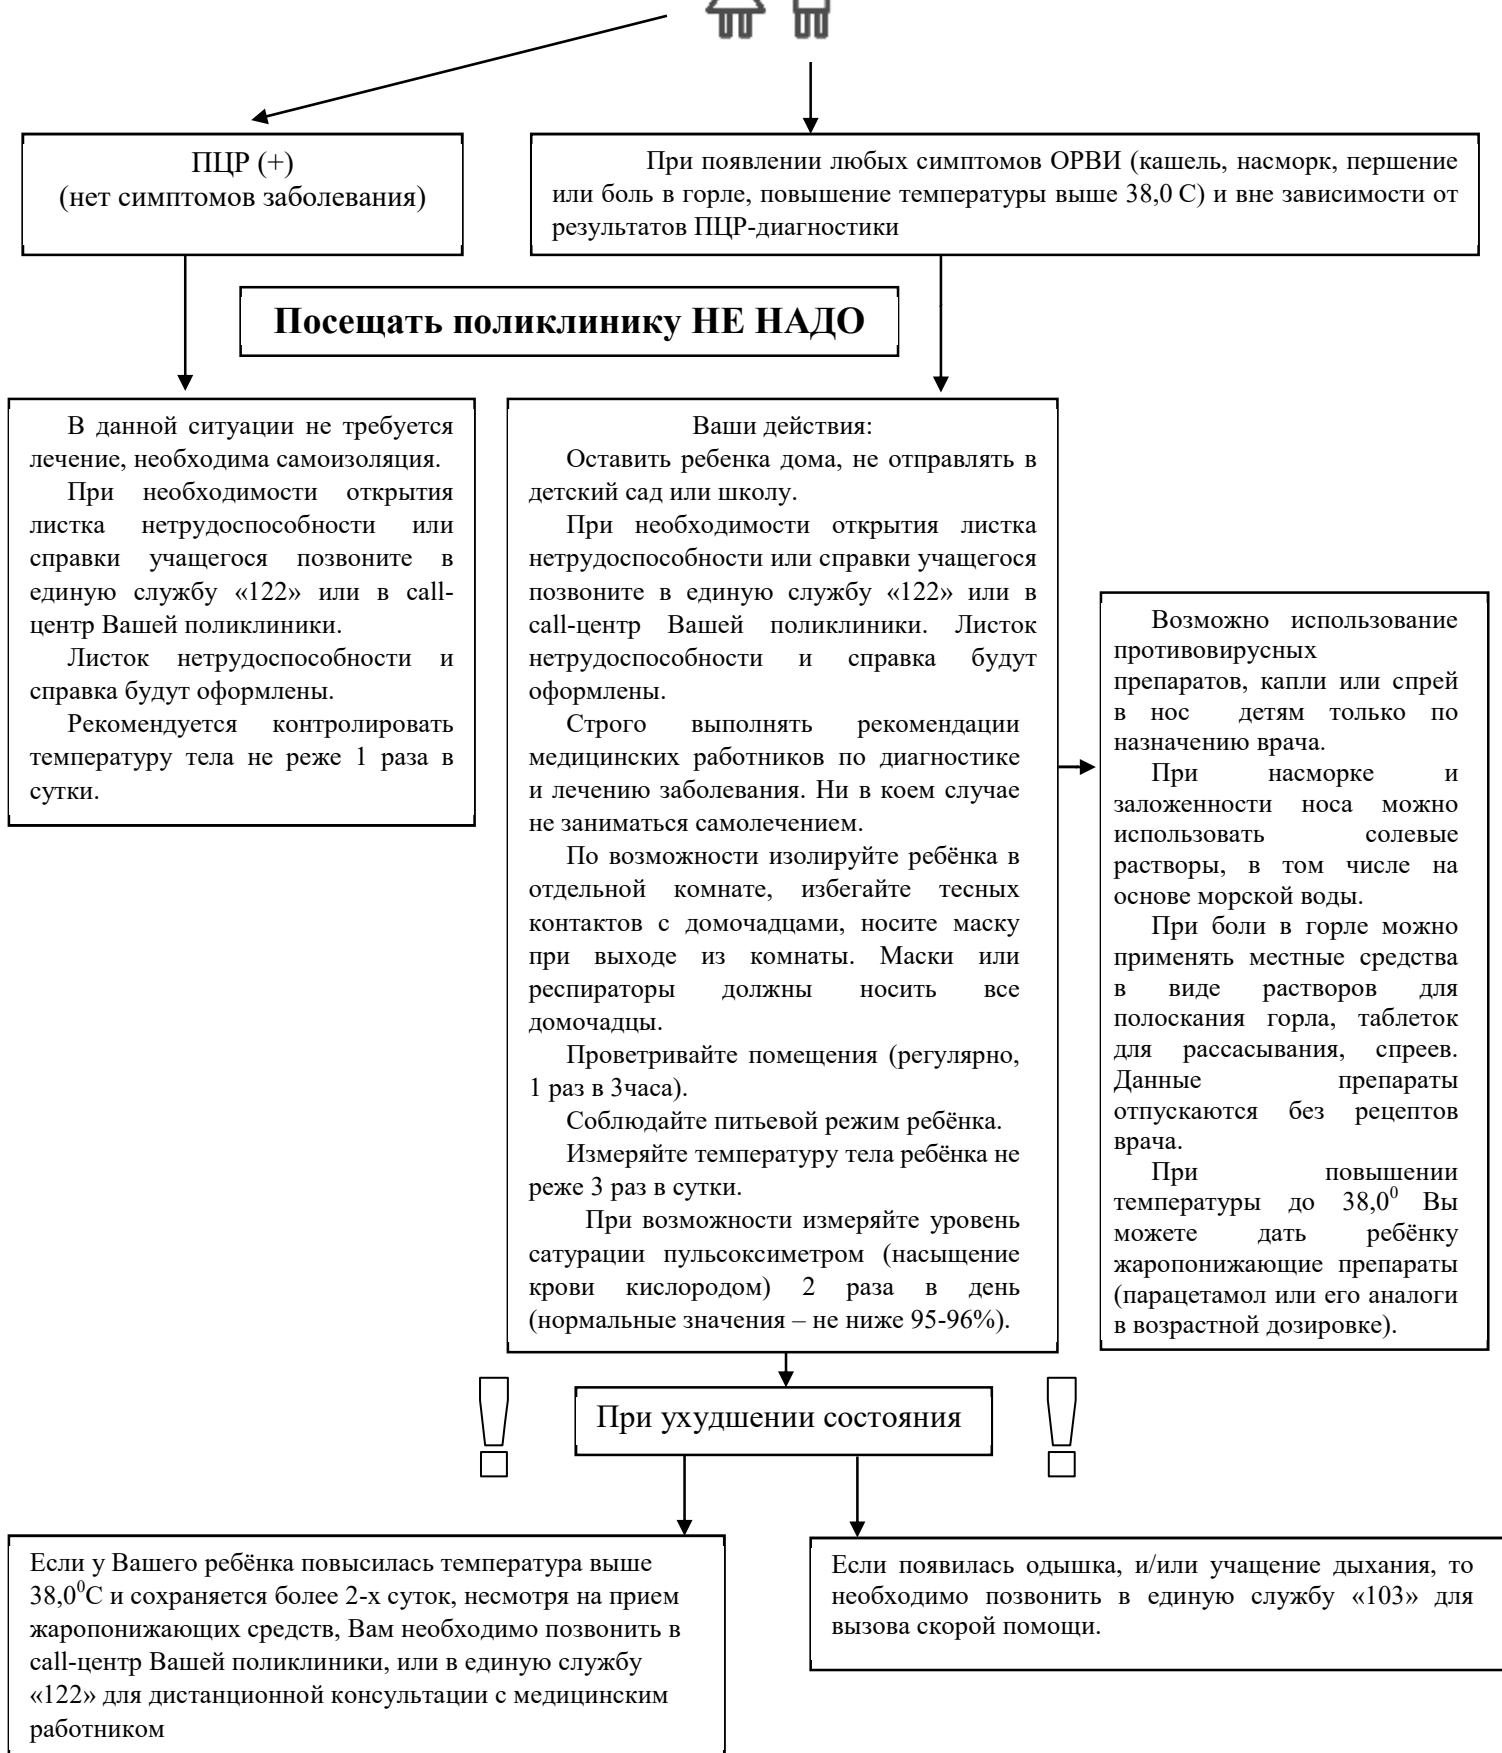 ПЦР (+)
(нет симптомов заболевания)
При появлении любых симптомов ОРВИ (кашель, насморк, першение
или боль в горле, повышение температуры выше 38,0 С) и вне зависимости от
результатов ПЦР-диагностики
Посещать поликлинику НЕ НАДО
В данной ситуации не требуется
лечение, необходима самоизоляция.
При необходимости открытия
листка нетрудоспособности или
справки учащегося позвоните в
единую службу «122» или в call-
центр Вашей поликлиники.
Листок нетрудоспособности и
справка будут оформлены.
Рекомендуется контролировать
температуру тела не реже 1 раза в
сутки.
Ваши действия:
Оставить ребенка дома, не отправлять в
детский сад или школу.
При необходимости открытия листка
нетрудоспособности или справки учащегося
позвоните в единую службу «122» или в
call-центр Вашей поликлиники. Листок
нетрудоспособности и справка будут
оформлены.
Строго выполнять рекомендации
медицинских работников по диагностике
и лечению заболевания. Ни в коем случае
не заниматься самолечением.
По возможности изолируйте ребёнка в
отдельной комнате, избегайте тесных
контактов с домочадцами, носите маску
при выходе из комнаты. Маски или
респираторы должны носить все
домочадцы.
Проветривайте помещения (регулярно,
1 раз в 3часа).
Соблюдайте питьевой режим ребёнка.
Измеряйте температуру тела ребёнка не
реже 3 раз в сутки.
При возможности измеряйте уровень
сатурации пульсоксиметром (насыщение
крови кислородом) 2 раза в день
(нормальные значения – не ниже 95-96%).
Возможно использование
противовирусных
препаратов, капли или спрей
в нос детям только по
назначению врача.
При насморке и
заложенности носа можно
использовать солевые
растворы, в том числе на
основе морской воды.
При боли в горле можно
применять местные средства
в виде растворов для
полоскания горла, таблеток
для рассасывания, спреев.
Данные препараты
отпускаются без рецептов
врача.
При повышении
температуры до 38,0⁰ Вы
можете дать ребёнку
жаропонижающие препараты
(парацетамол или его аналоги
в возрастной дозировке).
! При ухудшении состояния !
Если у Вашего ребёнка повысилась температура выше
38,0⁰С и сохраняется более 2-х суток, несмотря на прием
жаропонижающих средств, Вам необходимо позвонить в
call-центр Вашей поликлиники, или в единую службу
«122» для дистанционной консультации с медицинским
работником
Если появилась одышка, и/или учащение дыхания, то
необходимо позвонить в единую службу «103» для
вызова скорой помощи.